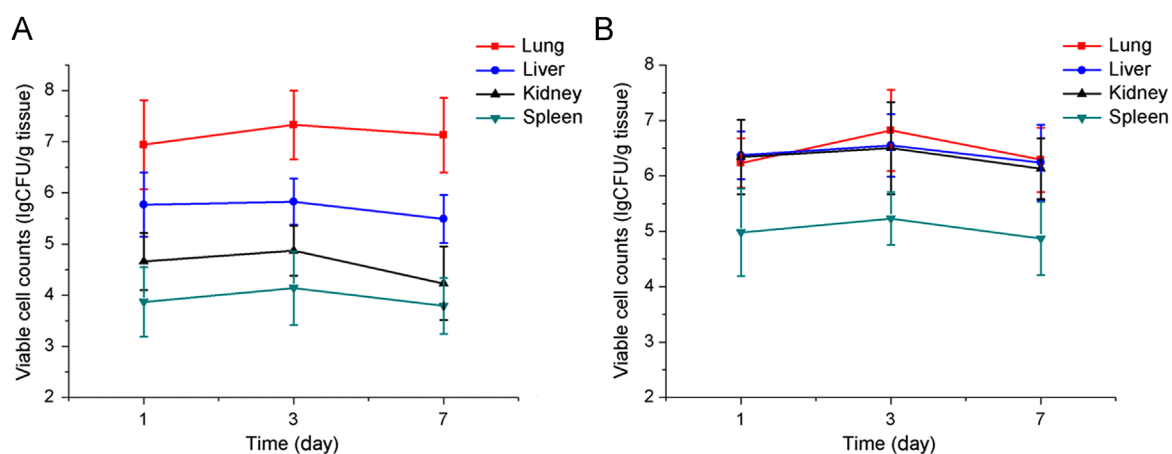 A
Lung
Liver
Kidney
Spleen
Viable cell counts (lgCFU/g tissue)
8
7
6
5
4
3
2
1
3
7
Time (day)
B
Lung
Liver
Kidney
Spleen
Viable cell counts (lgCFU/g tissue)
8
7
6
5
4
3
2
1
3
7
Time (day)